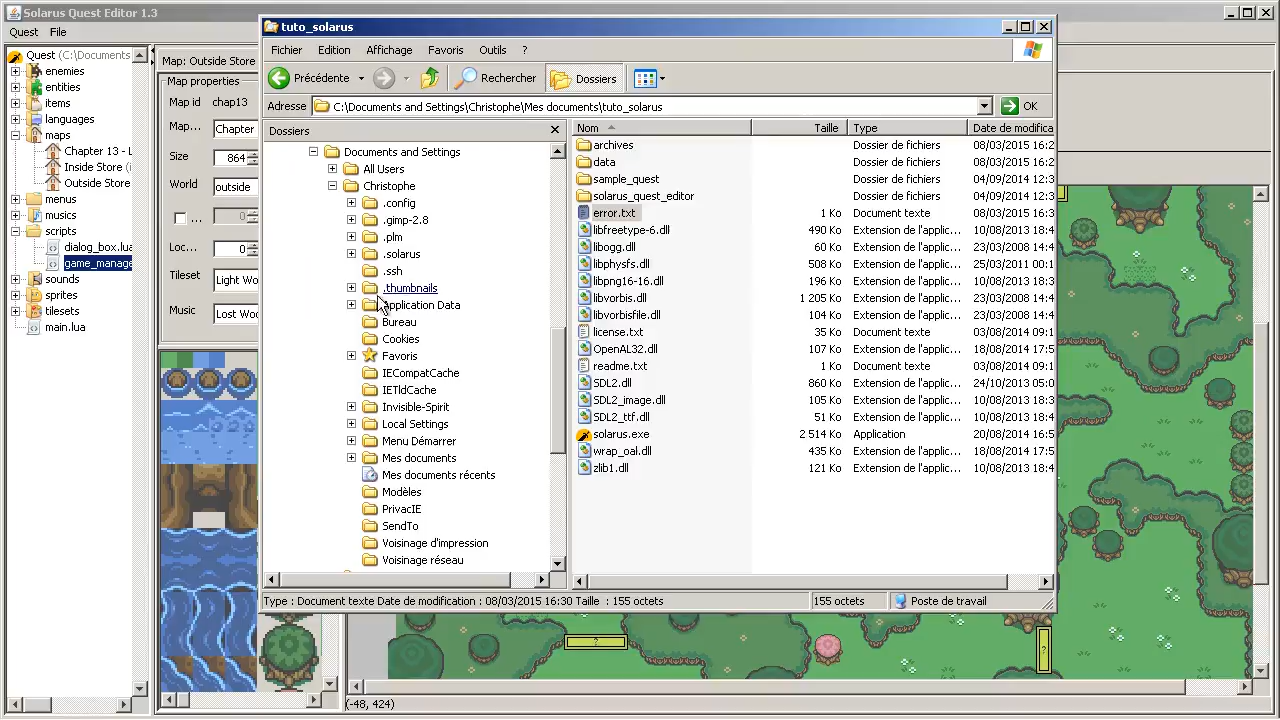 Solarus Quest Editor 1.3
Quest File
Quest (C:\Documents
enemies
entities
items
languages
maps
Chapter 13 - L
Inside Store (i
Outside Store
menus
musics
scripts
dialog_box.lua
game_manage
sounds
sprites
tilesets
main.lua
Map: Outside Store
Map properties
Map id chap13
Map... Chapter
Size 864
World outside
... 0
Loc... 0
Tileset Light Wo
Music Lost Woo
tuto_solarus
Fichier Edition Affichage Favoris Outils ?
Précédente Rechercher Dossiers
Adresse C:\Documents and Settings\Christophe\Mes documents\tuto_solarus OK
Dossiers
Documents and Settings
All Users
Christophe
.config
.gimp-2.8
.plm
.solarus
.ssh
.thumbnails
Application Data
Bureau
Cookies
Favoris
IECompatCache
IETldCache
Invisible-Spirit
Local Settings
Menu Démarrer
Mes documents
Mes documents récents
Modèles
PrivacIE
SendTo
Voisinage d'impression
Voisinage réseau
Nom Taille Type Date de modifica
archives Dossier de fichiers 08/03/2015 16:2
data Dossier de fichiers 08/03/2015 16:2
sample_quest Dossier de fichiers 04/09/2014 12:3
solarus_quest_editor Dossier de fichiers 04/09/2014 12:3
error.txt 1 Ko Document texte 08/03/2015 16:3
libfreetype-6.dll 490 Ko Extension de l'applic... 10/08/2013 18:4
libogg.dll 60 Ko Extension de l'applic... 23/03/2008 14:4
libphysfs.dll 508 Ko Extension de l'applic... 25/03/2011 00:1
libpng16-16.dll 196 Ko Extension de l'applic... 10/08/2013 18:4
libvorbis.dll 1 205 Ko Extension de l'applic... 23/03/2008 14:4
libvorbisfile.dll 104 Ko Extension de l'applic... 23/03/2008 14:4
license.txt 35 Ko Document texte 03/08/2014 09:1
OpenAL32.dll 107 Ko Extension de l'applic... 18/08/2014 17:5
readme.txt 1 Ko Document texte 03/08/2014 09:1
SDL2.dll 860 Ko Extension de l'applic... 24/10/2013 05:0
SDL2_image.dll 105 Ko Extension de l'applic... 10/08/2013 18:3
SDL2_ttf.dll 51 Ko Extension de l'applic... 10/08/2013 18:4
solarus.exe 2 514 Ko Application 20/08/2014 16:5
wrap_oal.dll 435 Ko Extension de l'applic... 18/08/2014 17:5
zlib1.dll 121 Ko Extension de l'applic... 10/08/2013 18:4
Type : Document texte Date de modification : 08/03/2015 16:30 Taille : 155 octets 155 octets Poste de travail
?
?
(-48, 424)